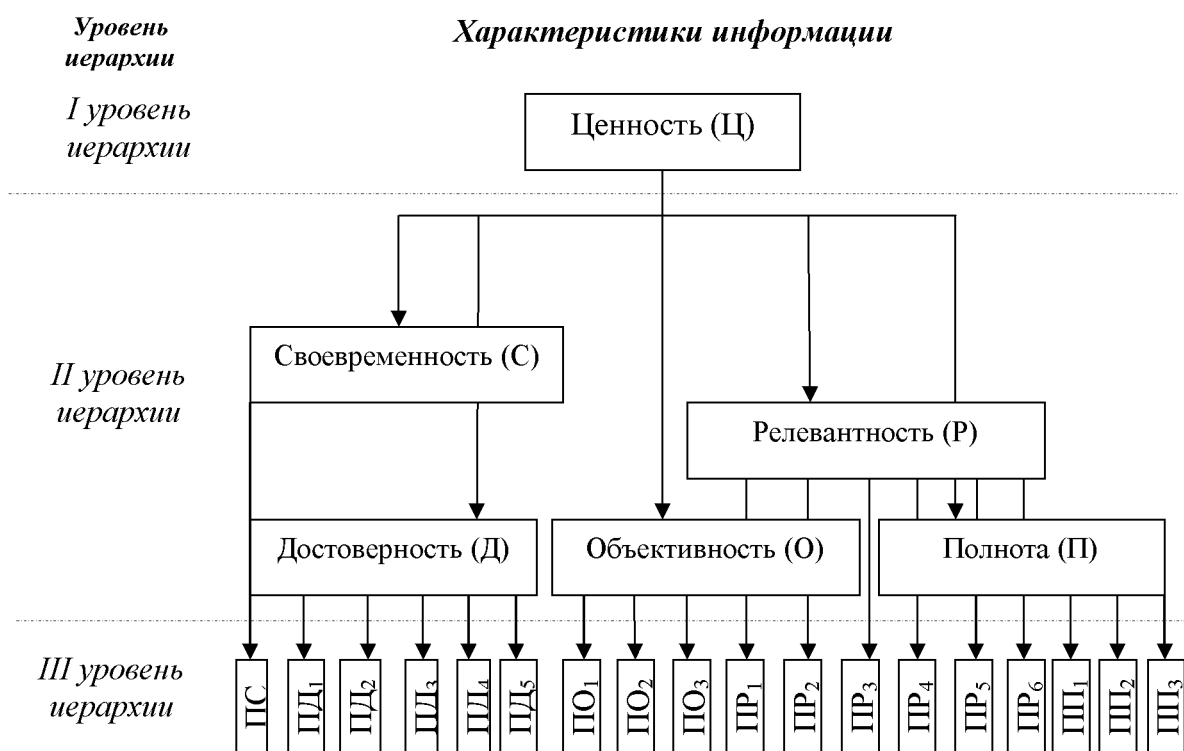 Уровень
иерархии
Характеристики информации
I уровень
иерархии
Ценность (Ц)
II уровень
иерархии
Своевременность (С)
Релевантность (Р)
Достоверность (Д)
Объективность (О)
Полнота (П)
III уровень
иерархии
ПС
ПД₁
ПД₂
ПД₃
ПД₄
ПД₅
ПО₁
ПО₂
ПО₃
ПР₁
ПР₂
ПР₃
ПР₄
ПР₅
ПР₆
ПП₁
ПП₂
ПП₃